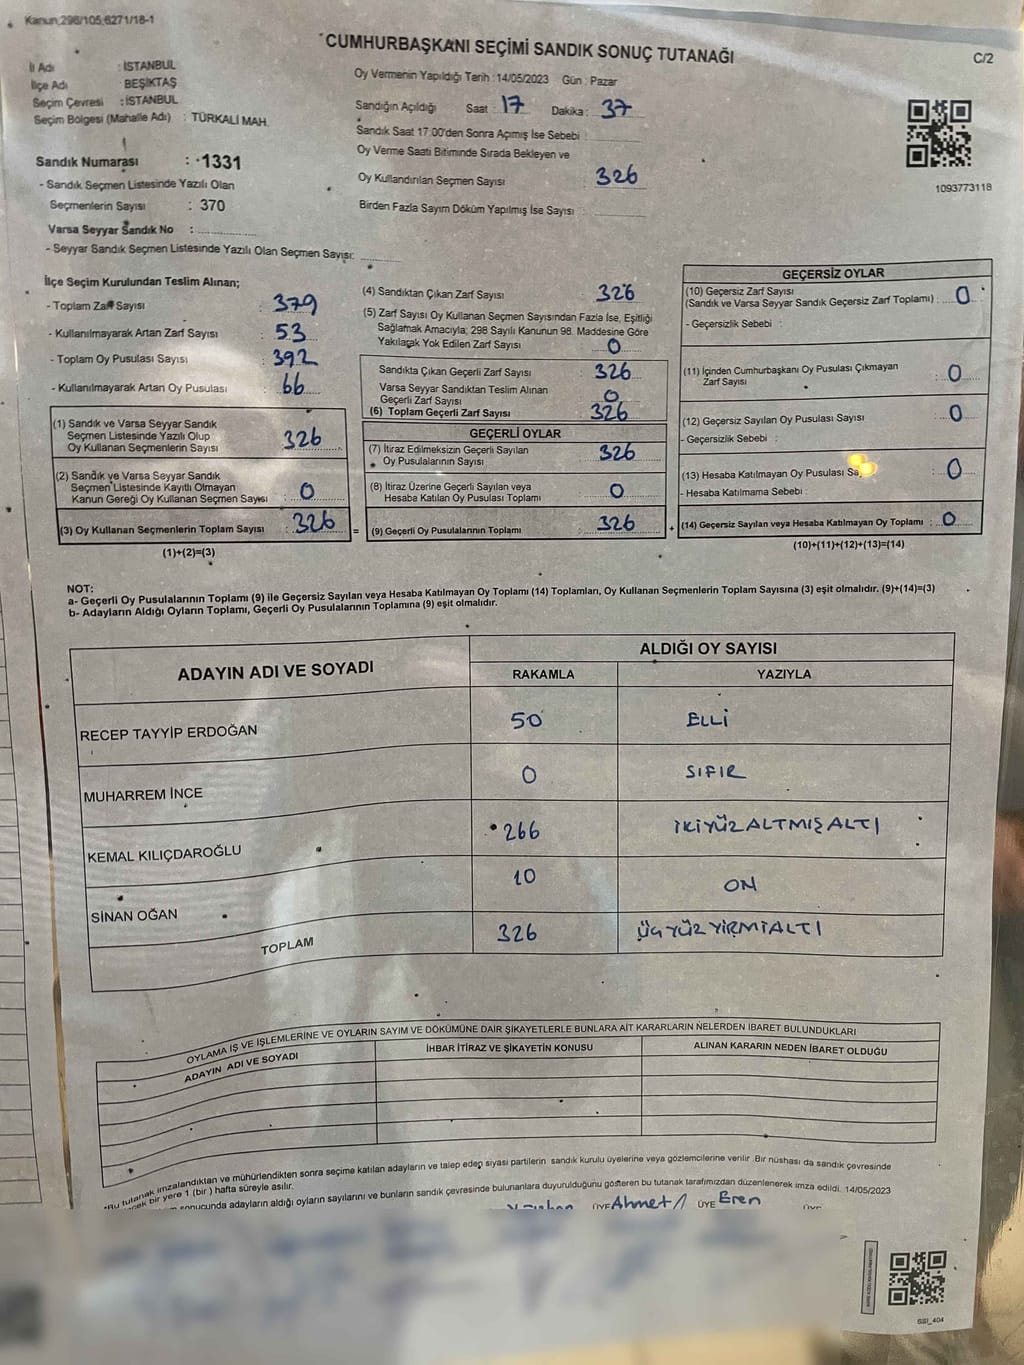 Kanun 298/105 6271/18-1
CUMHURBAŞKANI SEÇİMİ SANDIK SONUÇ TUTANAĞI
C/2
İl Adı : İSTANBUL
İlçe Adı : BEŞİKTAŞ
Seçim Çevresi : İSTANBUL
Seçim Bölgesi (Mahalle Adı) : TÜRKALİ MAH.
Sandık Numarası : 1331
- Sandık Seçmen Listesinde Yazılı Olan
Seçmenlerin Sayısı : 370
Varsa Seyyar Sandık No :
- Seyyar Sandık Seçmen Listesinde Yazılı Olan Seçmen Sayısı:
Oy Vermenin Yapıldığı Tarih : 14/05/2023 Gün : Pazar
Sandığın Açıldığı Saat : 17 Dakika : 37
Sandık Saat 17.00'den Sonra Açımış İse Sebebi :
Oy Verme Saati Bitiminde Sırada Bekleyen ve
Oy Kullandırılan Seçmen Sayısı : 326
Birden Fazla Sayım Döküm Yapılmış İse Sayısı :
1093773118
İlçe Seçim Kurulundan Teslim Alınan;
- Toplam Zarf Sayısı : 379
- Kullanılmayarak Artan Zarf Sayısı : 53
- Toplam Oy Pusulası Sayısı : 392
- Kullanılmayarak Artan Oy Pusulası : 66
(1) Sandık ve Varsa Seyyar Sandık
Seçmen Listesinde Yazılı Olup
Oy Kullanan Seçmenlerin Sayısı : 326
(2) Sandık ve Varsa Seyyar Sandık
Seçmen Listesinde Kayıtlı Olmayan
Kanun Gereği Oy Kullanan Seçmen Sayısı : 0
(3) Oy Kullanan Seçmenlerin Toplam Sayısı : 326 =
(1)+(2)=(3)
(4) Sandıktan Çıkan Zarf Sayısı : 326
(5) Zarf Sayısı Oy Kullanan Seçmen Sayısından Fazla İse, Eşitliği
Sağlamak Amacıyla; 298 Sayılı Kanunun 98. Maddesine Göre
Yakılarak Yok Edilen Zarf Sayısı : 0
Sandıkta Çıkan Geçerli Zarf Sayısı : 326
Varsa Seyyar Sandıktan Teslim Alınan
Geçerli Zarf Sayısı : 0
(6) Toplam Geçerli Zarf Sayısı : 326
GEÇERLİ OYLAR
(7) İtiraz Edilmeksizin Geçerli Sayılan
Oy Pusulalarının Sayısı : 326
(8) İtiraz Üzerine Geçerli Sayılan veya
Hesaba Katılan Oy Pusulası Toplamı : 0
(9) Geçerli Oy Pusulalarının Toplamı : 326 +
GEÇERSİZ OYLAR
(10) Geçersiz Zarf Sayısı
(Sandık ve Varsa Seyyar Sandık Geçersiz Zarf Toplamı) : 0
- Geçersizlik Sebebi :
(11) İçinden Cumhurbaşkanı Oy Pusulası Çıkmayan
Zarf Sayısı : 0
(12) Geçersiz Sayılan Oy Pusulası Sayısı : 0
- Geçersizlik Sebebi :
(13) Hesaba Katılmayan Oy Pusulası Sa : 0
- Hesaba Katılmama Sebebi :
(14) Geçersiz Sayılan veya Hesaba Katılmayan Oy Toplamı : 0
(10)+(11)+(12)+(13)=(14)
NOT:
a- Geçerli Oy Pusulalarının Toplamı (9) ile Geçersiz Sayılan veya Hesaba Katılmayan Oy Toplamı (14) Toplamları, Oy Kullanan Seçmenlerin Toplam Sayısına (3) eşit olmalıdır. (9)+(14)=(3)
b- Adayların Aldığı Oyların Toplamı, Geçerli Oy Pusulalarının Toplamına (9) eşit olmalıdır.
ADAYIN ADI VE SOYADI
ALDIĞI OY SAYISI
RAKAMLA YAZIYLA
RECEP TAYYİP ERDOĞAN 50 ELLİ
MUHARREM İNCE 0 SIFIR
KEMAL KILIÇDAROĞLU 266 İKİYÜZALTMIŞALTI
SİNAN OĞAN 10 ON
TOPLAM 326 ÜÇYÜZYİRMİALTI
OYLAMA İŞ VE İŞLEMLERİNE VE OYLARIN SAYIM VE DÖKÜMÜNE DAİR ŞİKAYETLERLE BUNLARA AİT KARARLARIN NELERDEN İBARET BULUNDUKLARI
ADAYIN ADI VE SOYADI İHBAR İTİRAZ VE ŞİKAYETİN KONUSU ALINAN KARARIN NEDEN İBARET OLDUĞU
*Bu tutanak imzalandıktan ve mühürlendikten sonra seçime katılan adayların ve talep eden siyasi partilerin sandık kurulu üyelerine veya gözlemcilerine verilir. Bir nüshası da sandık çevresinde
bir yere 1 (bir) hafta süreyle asılır.
sonucunda adayların aldığı oyların sayılarını ve bunların sandık çevresinde bulunanlara duyurulduğunu gösteren bu tutanak tarafımızdan düzenlenerek imza edildi. 14/05/2023
ÜYE Ahmet ÜYE Eren ÜYE
SSI_404